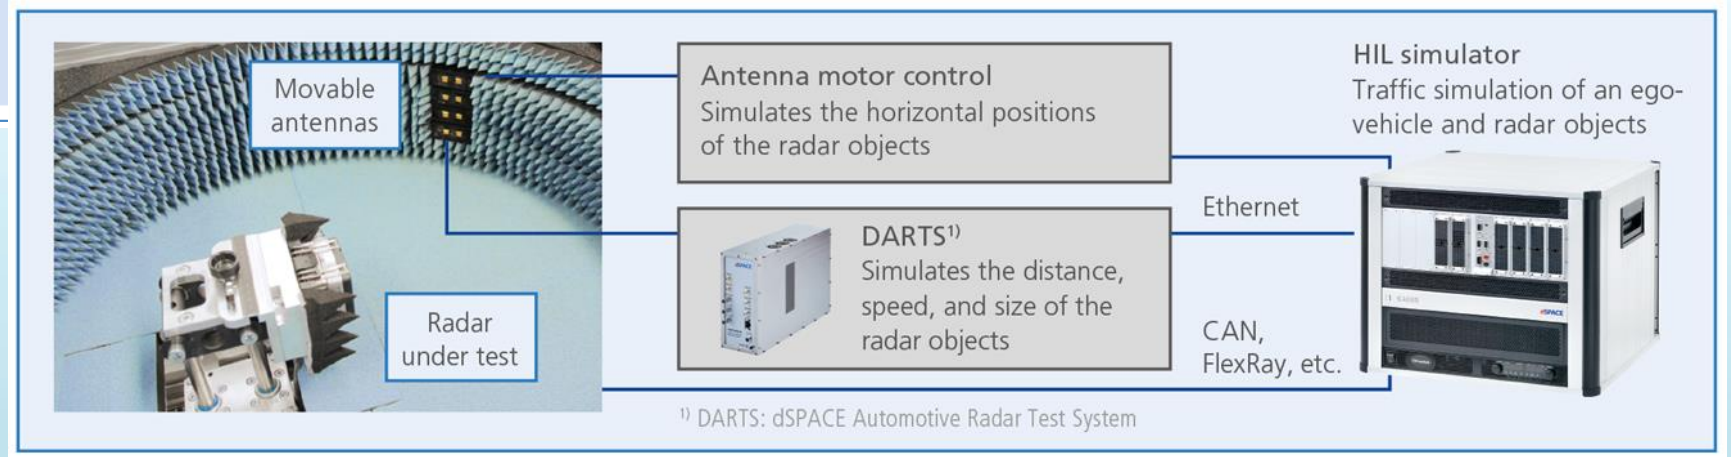 Movable
antennas
Radar
under test
Antenna motor control
Simulates the horizontal positions
of the radar objects
dSPACE
DARTS¹⁾
Simulates the distance,
speed, and size of the
radar objects
Ethernet
CAN,
FlexRay, etc.
HIL simulator
Traffic simulation of an ego-
vehicle and radar objects
dSPACE
¹⁾ DARTS: dSPACE Automotive Radar Test System